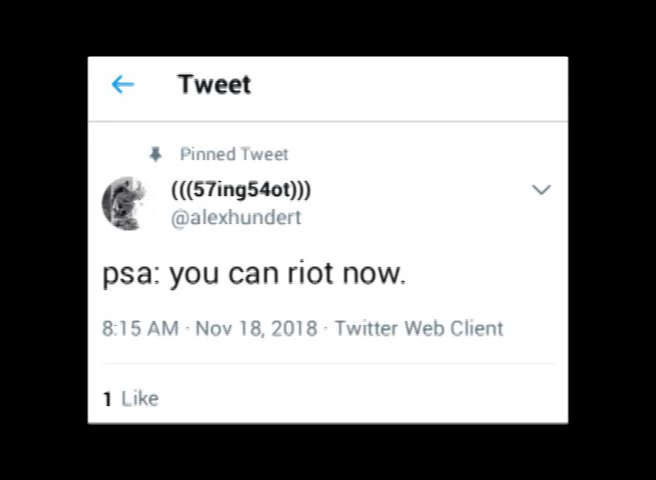 Tweet
Pinned Tweet
(((57ing54ot)))
@alexhundert
psa: you can riot now.
8:15 AM · Nov 18, 2018 · Twitter Web Client
1 Like